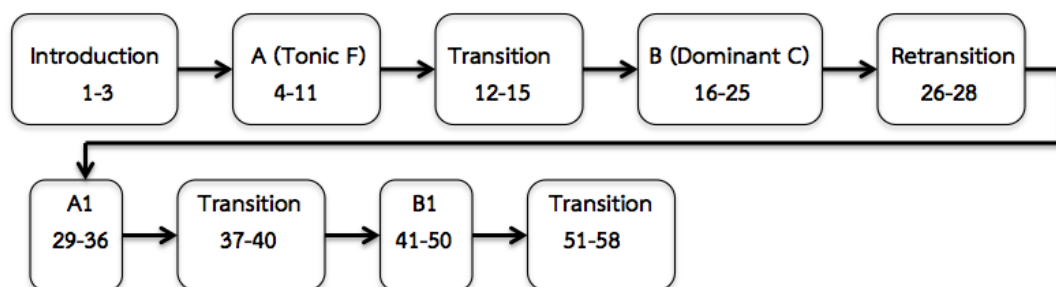 Introduction
1-3
A (Tonic F)
4-11
Transition
12-15
B (Dominant C)
16-25
Retransition
26-28
A1
29-36
Transition
37-40
B1
41-50
Transition
51-58